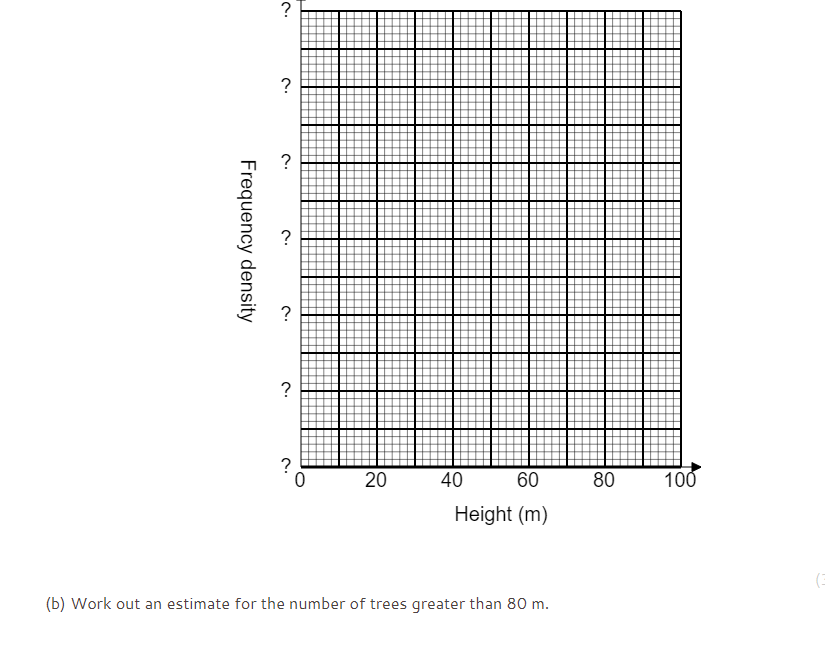 ?
?
?
?
?
?
?
Frequency density
0 20 40 60 80 100
Height (m)
(b) Work out an estimate for the number of trees greater than 80 m.